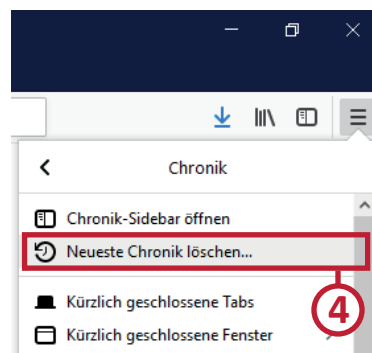 Chronik
Chronik-Sidebar öffnen
Neueste Chronik löschen...
Kürzlich geschlossene Tabs
4
Kürzlich geschlossene Fenster